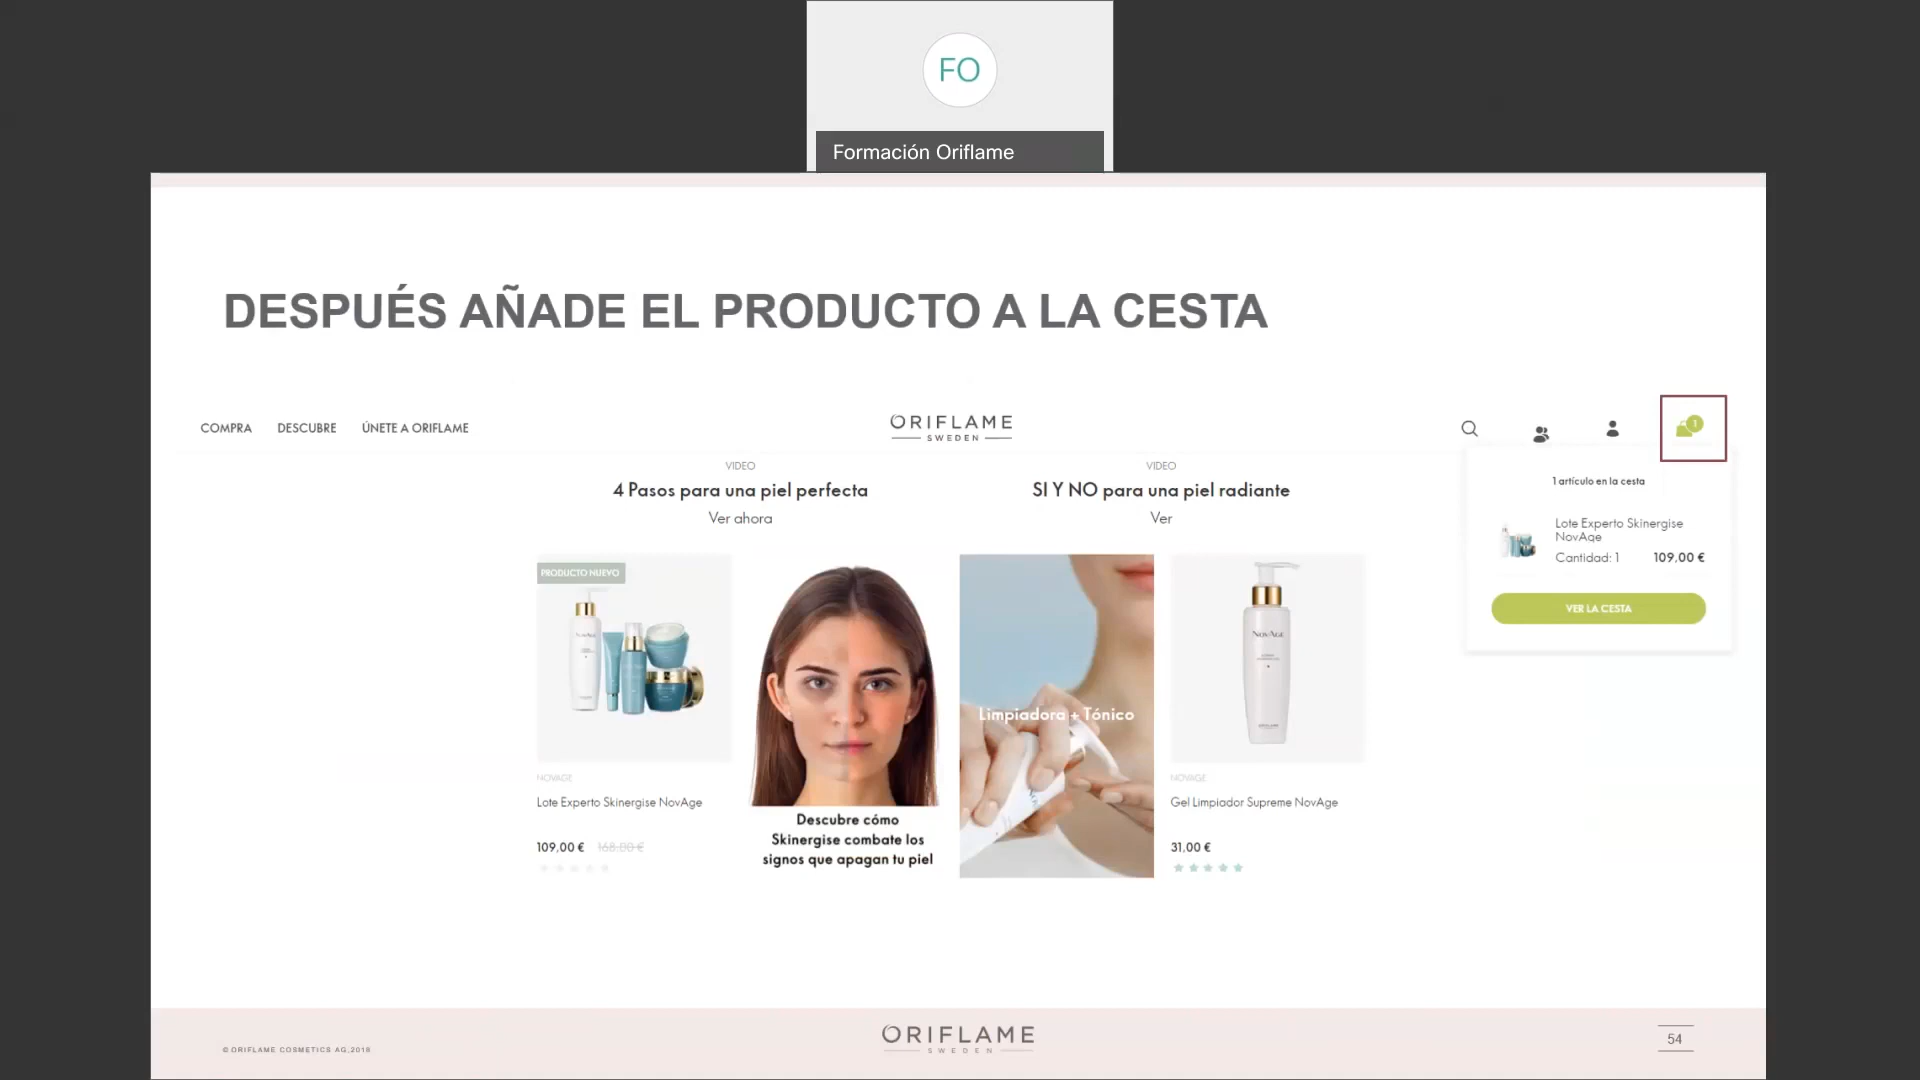 FO
Formación Oriflame
DESPUÉS AÑADE EL PRODUCTO A LA CESTA
COMPRA DESCUBRE ÚNETE A ORIFLAME
ORIFLAME
SWEDEN
1
VIDEO
4 Pasos para una piel perfecta
Ver ahora
VIDEO
SI Y NO para una piel radiante
Ver
1 artículo en la cesta
Lote Experto Skinergise
NovAge
Cantidad: 1 109,00 €
VER LA CESTA
PRODUCTO NUEVO
NOVAGE
Lote Experto Skinergise NovAge
109,00 € 168,00 €
Descubre cómo
Skinergise combate los
signos que apagan tu piel
Limpiadora + Tónico
NOVAGE
ORIFLAME
NOVAGE
Gel Limpiador Supreme NovAge
31,00 €
© ORIFLAME COSMETICS AG, 2018
ORIFLAME
SWEDEN
54